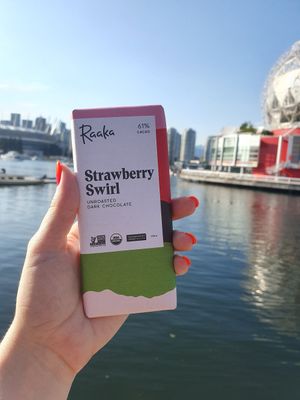 Raaka
61%
CACAO
Strawberry
Swirl
UNROASTED
DARK CHOCOLATE